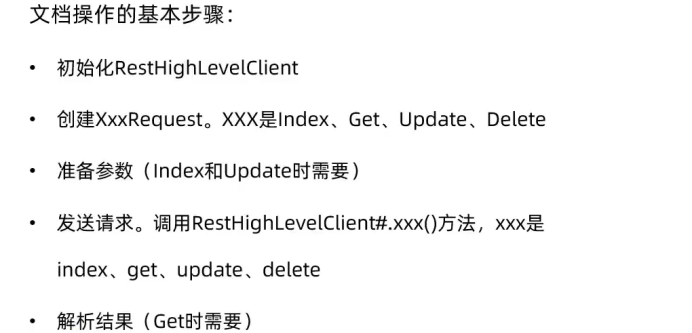 文档操作的基本步骤：
• 初始化RestHighLevelClient
• 创建XxxRequest。XXX是Index、Get、Update、Delete
• 准备参数（Index和Update时需要）
• 发送请求。调用RestHighLevelClient#.xxx()方法，xxx是
index、get、update、delete
• 解析结果（Get时需要）